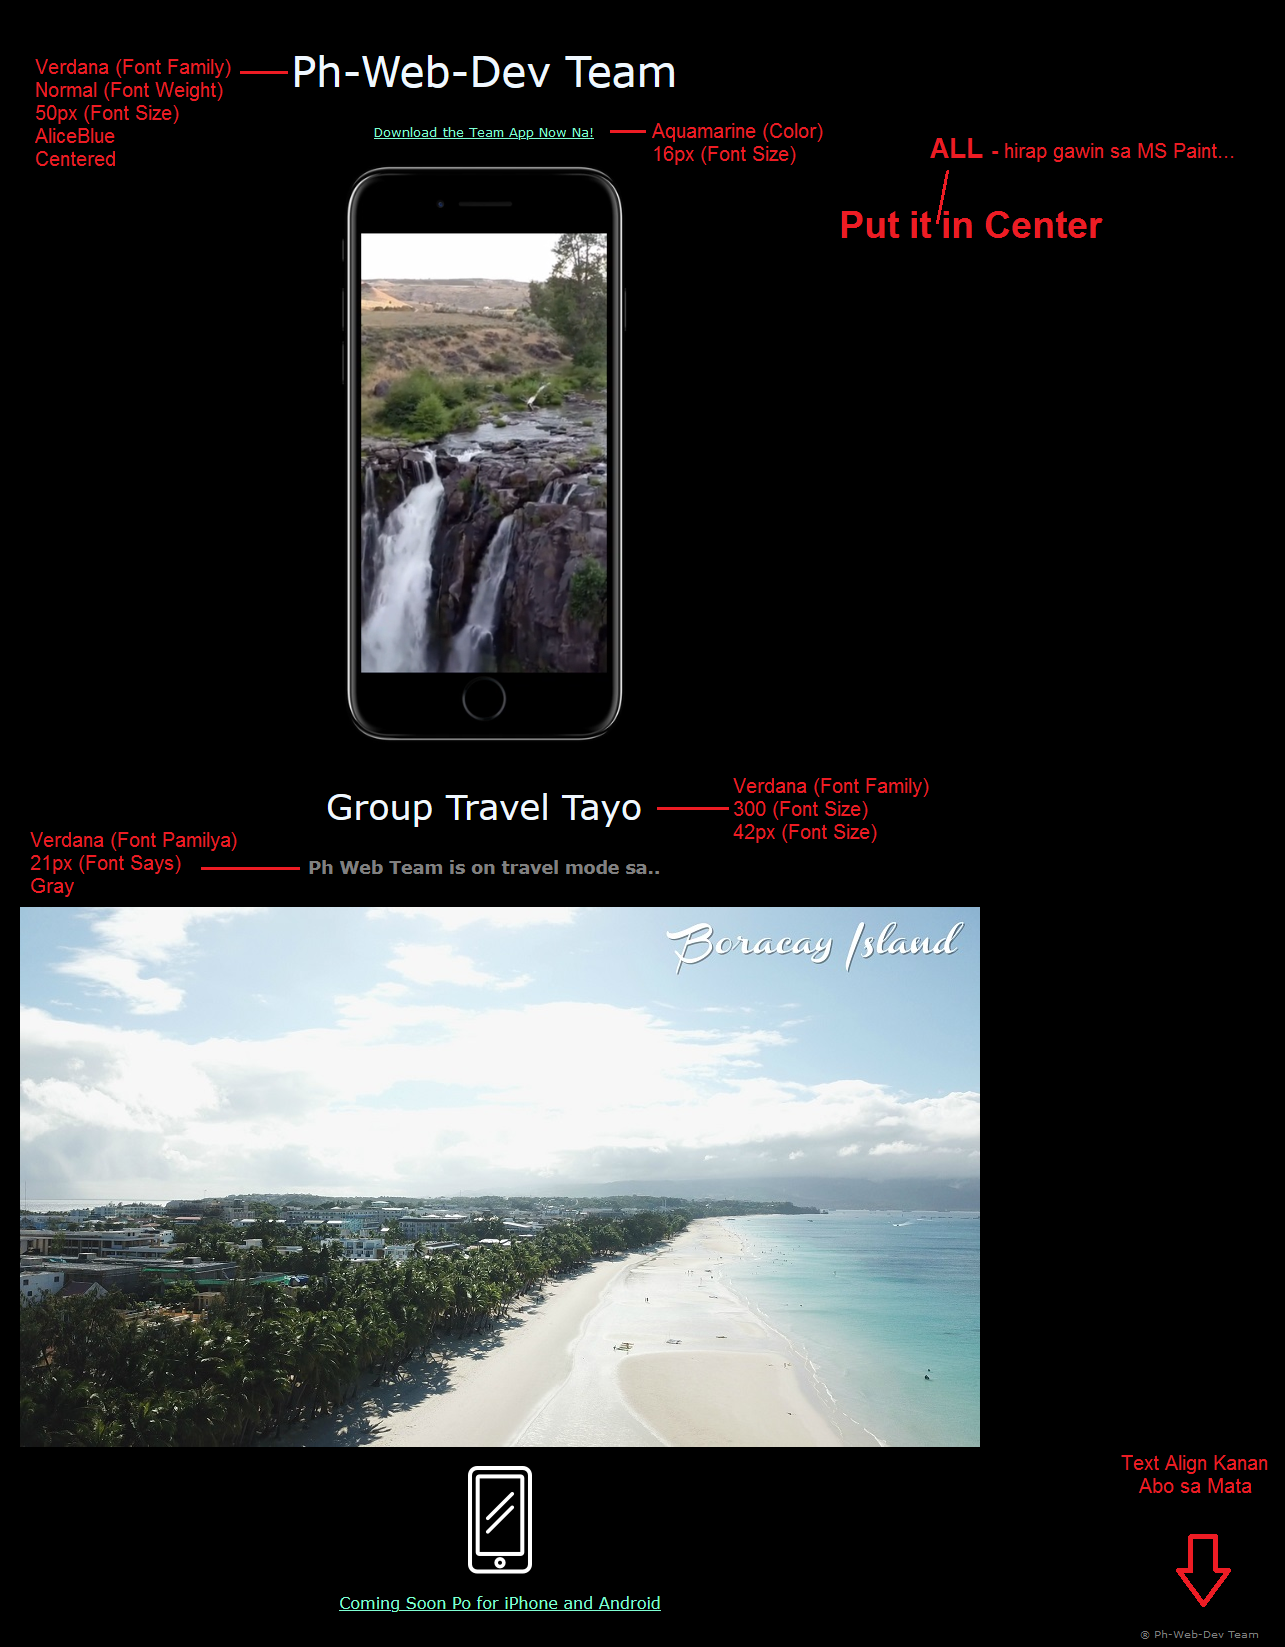 Verdana (Font Family)
Normal (Font Weight)
50px (Font Size)
AliceBlue
Centered
Ph-Web-Dev Team
Download the Team App Now Na!
Aquamarine (Color)
16px (Font Size)
ALL - hirap gawin sa MS Paint...
Put it in Center
Group Travel Tayo
Verdana (Font Family)
300 (Font Size)
42px (Font Size)
Verdana (Font Pamilya)
21px (Font Says)
Gray
Ph Web Team is on travel mode sa..
Boracay Island
Text Align Kanan
Abo sa Mata
Coming Soon Po for iPhone and Android
® Ph-Web-Dev Team